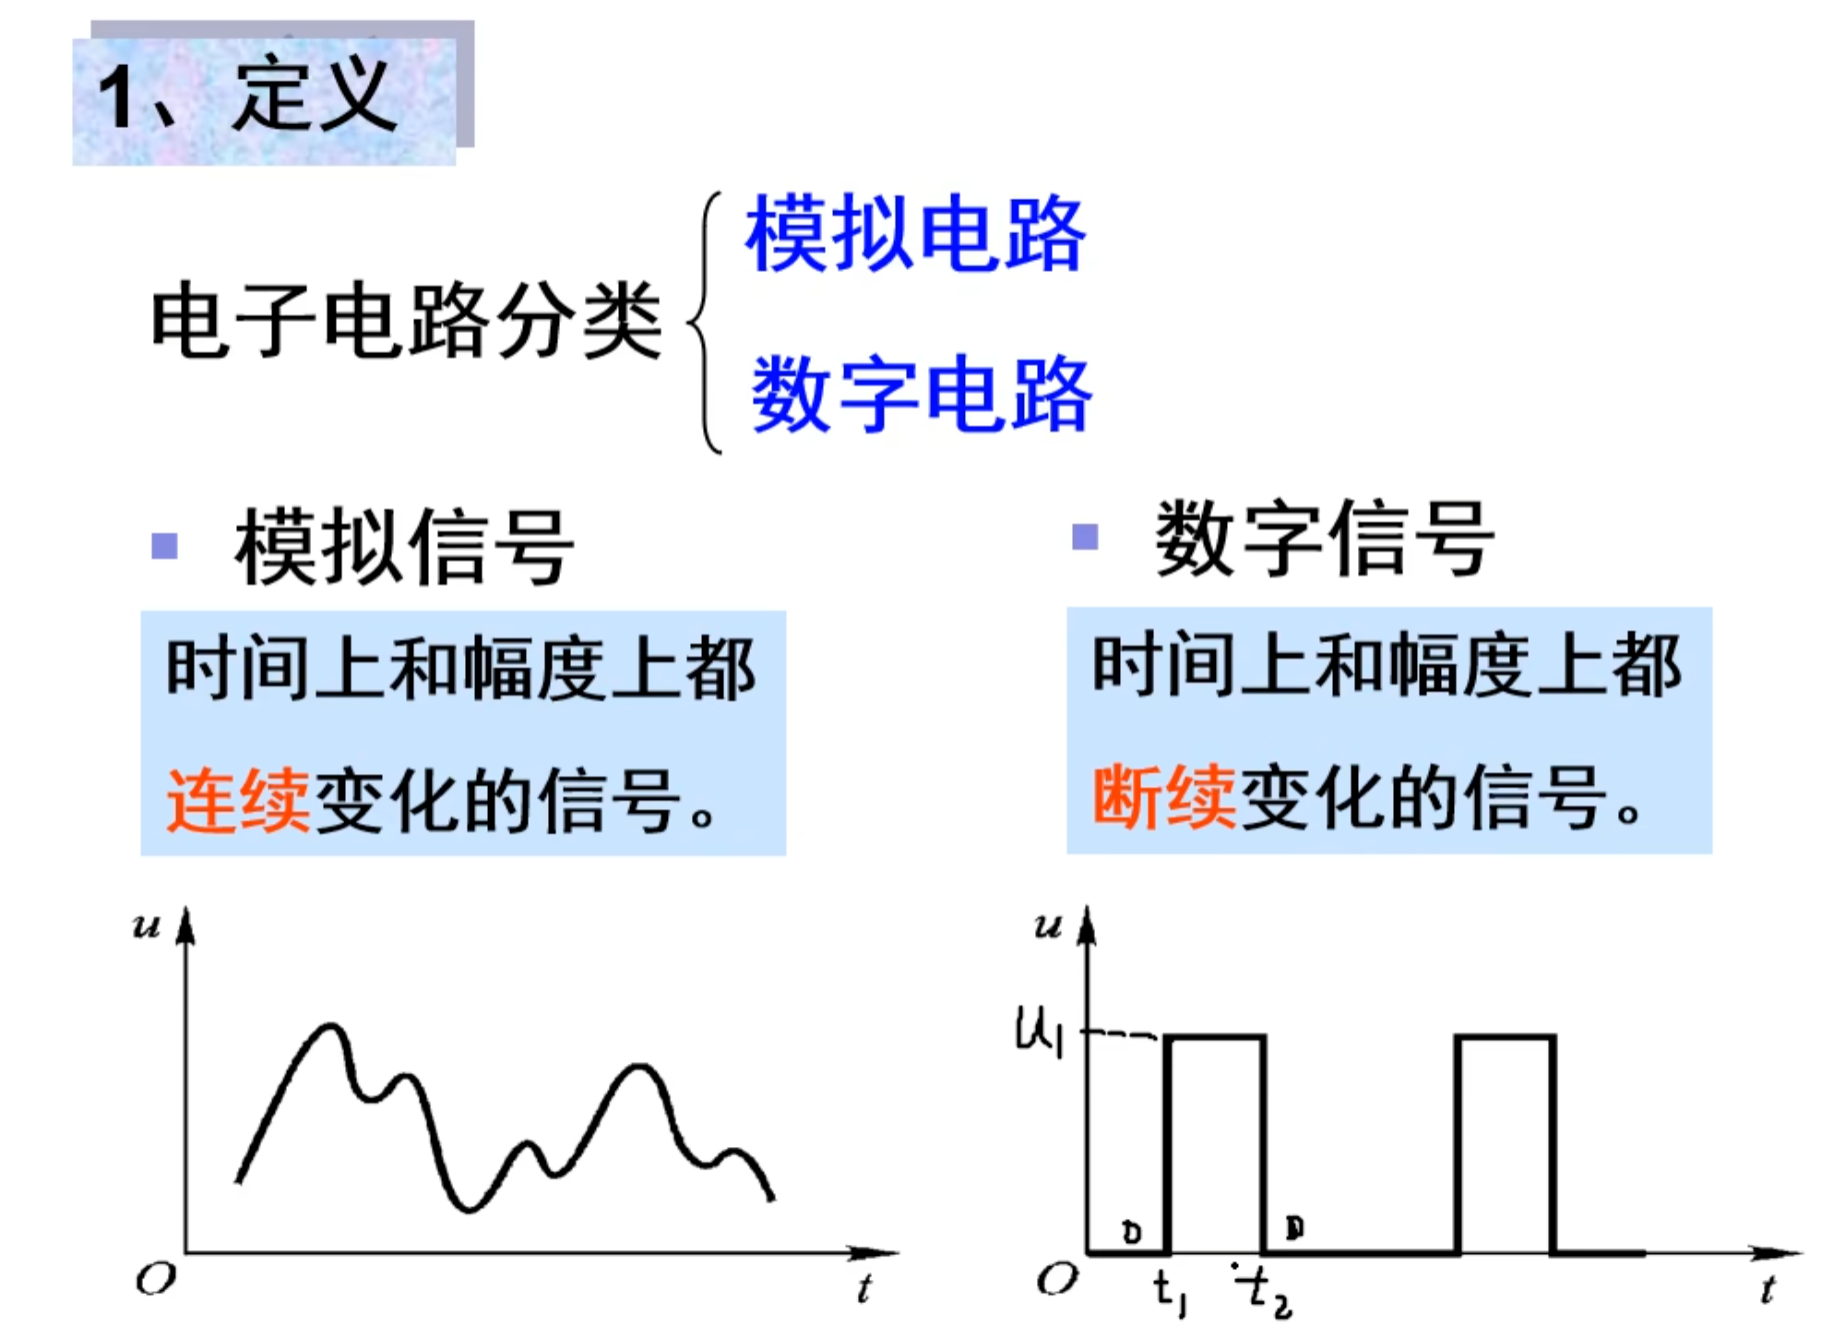 1、定义
电子电路分类
模拟电路
数字电路
模拟信号
时间上和幅度上都
连续变化的信号。
数字信号
时间上和幅度上都
断续变化的信号。
u
O
t
u
U1
0
0
O
t1
t2
t